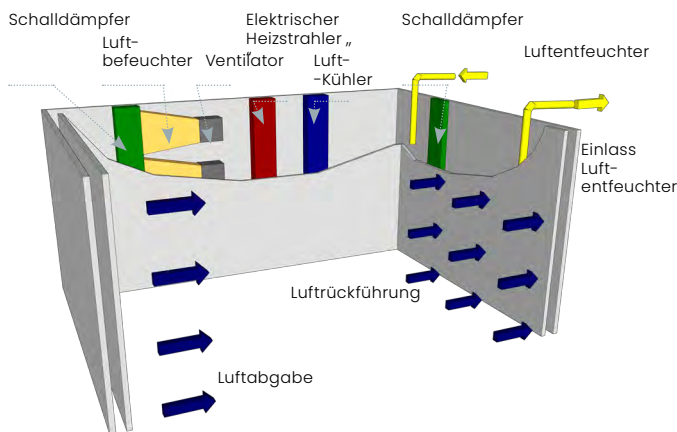 Schalldämpfer
Luft-
befeuchter
Ventilator
Elektrischer
Heizstrahler „
“
Luft-
-Kühler
Schalldämpfer
Luftentfeuchter
Einlass
Luft-
entfeuchter
Luftrückführung
Luftabgabe